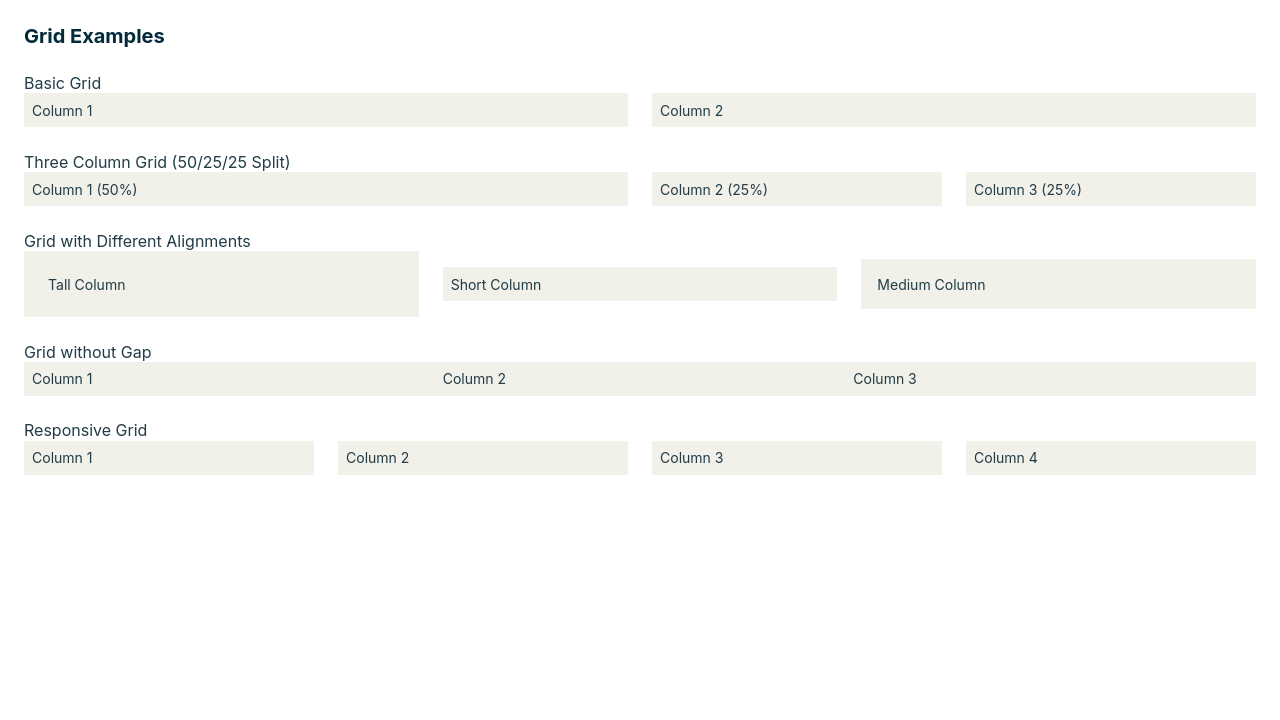 Grid Examples
Basic Grid
Column 1 Column 2
Three Column Grid (50/25/25 Split)
Column 1 (50%) Column 2 (25%) Column 3 (25%)
Grid with Different Alignments
Tall Column Short Column Medium Column
Grid without Gap
Column 1 Column 2 Column 3
Responsive Grid
Column 1 Column 2 Column 3 Column 4